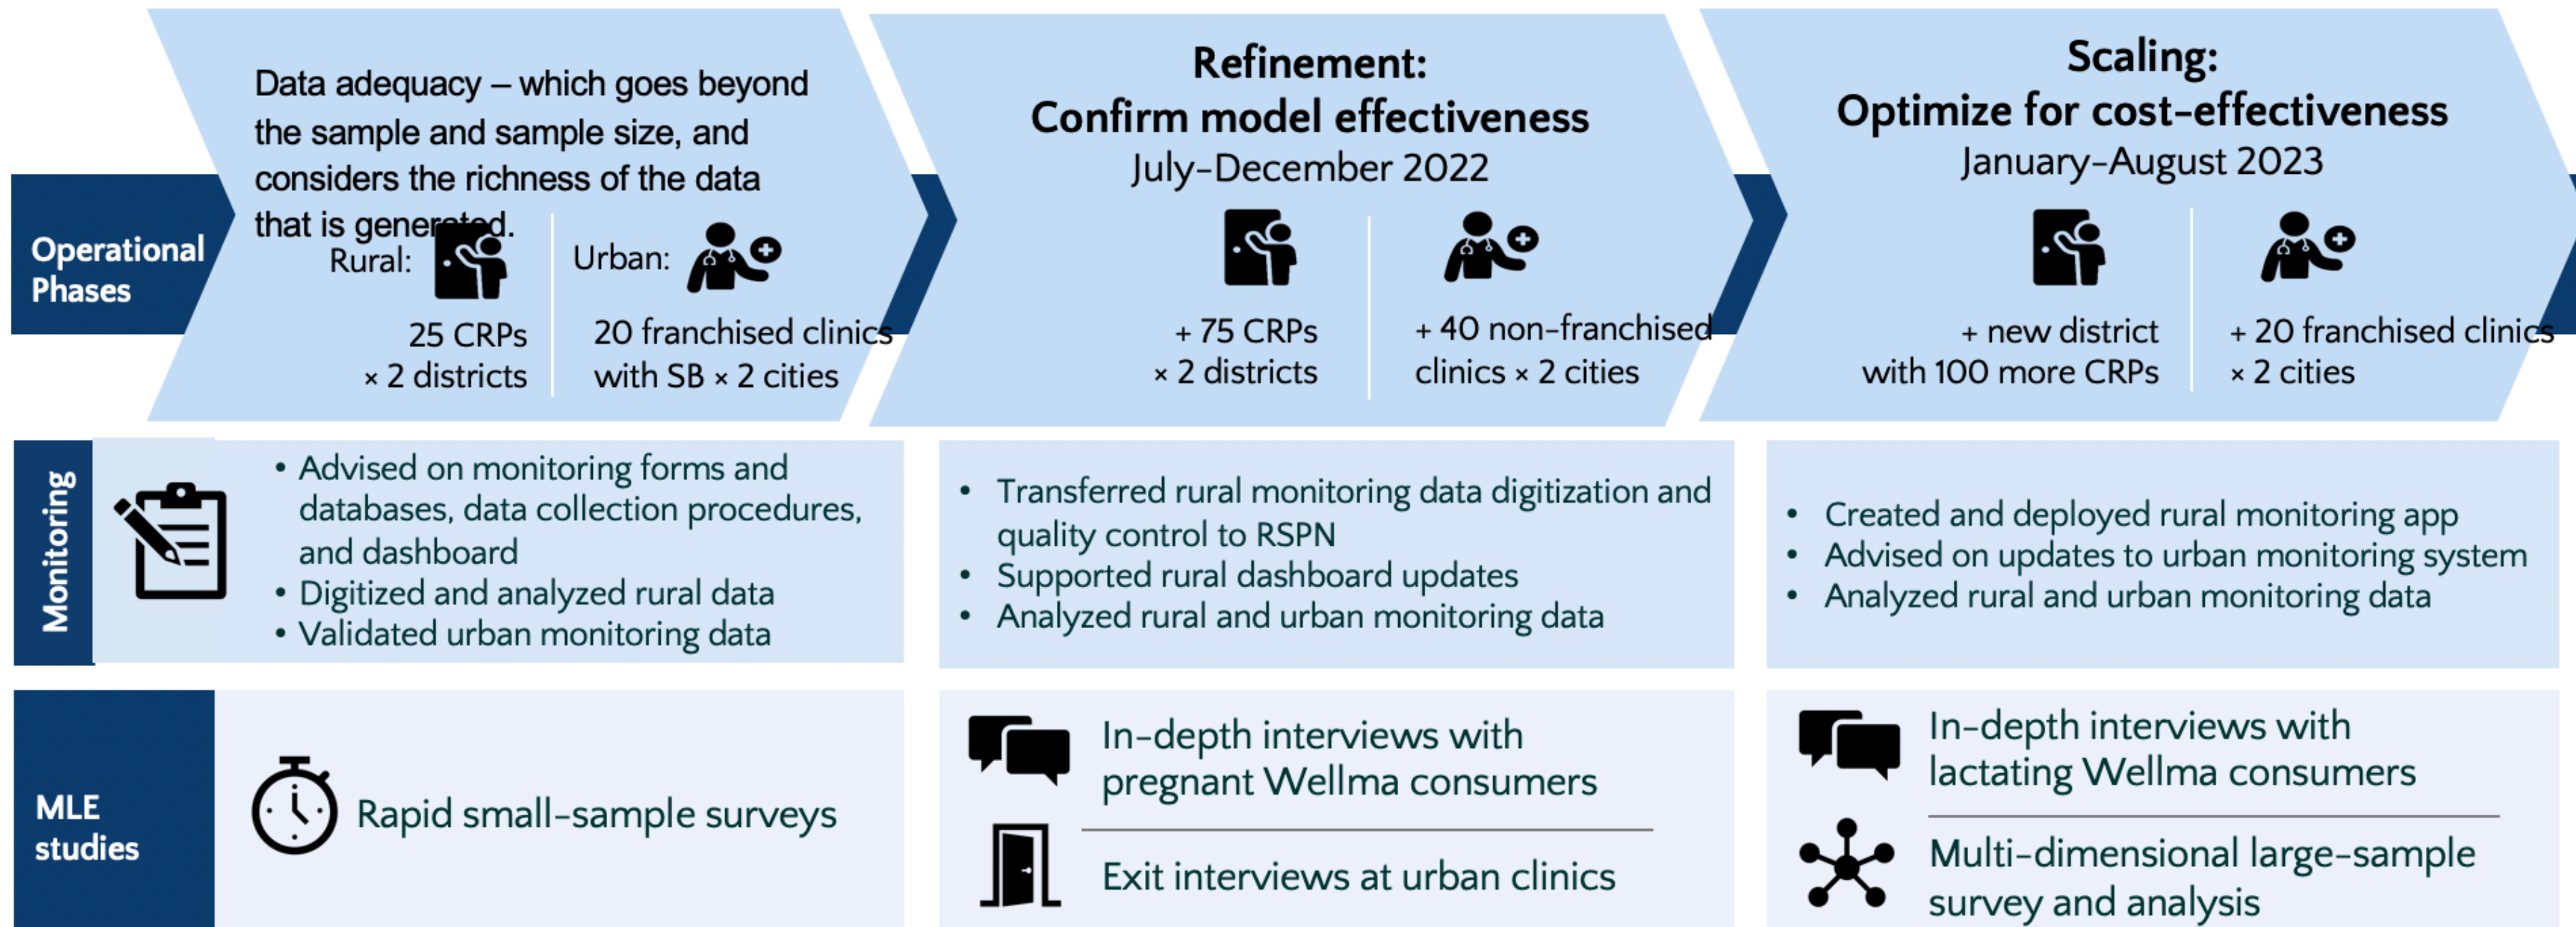 Operational
Phases
Data adequacy – which goes beyond
the sample and sample size, and
considers the richness of the data
that is generated.
Rural:
Urban:
25 CRPs
× 2 districts
20 franchised clinics
with SB × 2 cities
Refinement:
Confirm model effectiveness
July–December 2022
+ 75 CRPs
× 2 districts
+ 40 non-franchised
clinics × 2 cities
Scaling:
Optimize for cost-effectiveness
January–August 2023
+ new district
with 100 more CRPs
+ 20 franchised clinics
× 2 cities
Monitoring
• Advised on monitoring forms and
databases, data collection procedures,
and dashboard
• Digitized and analyzed rural data
• Validated urban monitoring data
• Transferred rural monitoring data digitization and
quality control to RSPN
• Supported rural dashboard updates
• Analyzed rural and urban monitoring data
• Created and deployed rural monitoring app
• Advised on updates to urban monitoring system
• Analyzed rural and urban monitoring data
MLE
studies
Rapid small-sample surveys
In-depth interviews with
pregnant Wellma consumers
Exit interviews at urban clinics
In-depth interviews with
lactating Wellma consumers
Multi-dimensional large-sample
survey and analysis